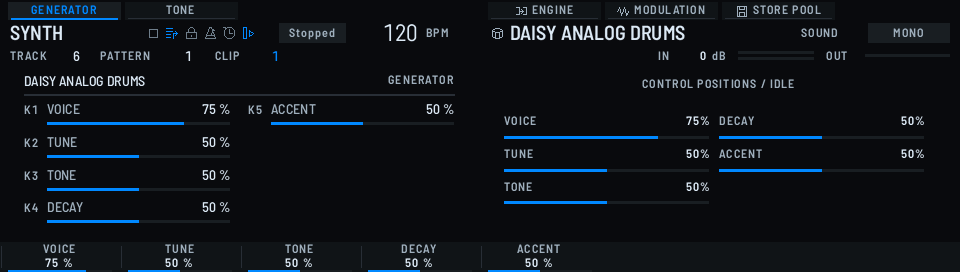 GENERATOR TONE ENGINE MODULATION STORE POOL
SYNTH Stopped 120 BPM DAISY ANALOG DRUMS SOUND MONO
TRACK 6 PATTERN 1 CLIP 1 IN 0 dB OUT
DAISY ANALOG DRUMS GENERATOR CONTROL POSITIONS / IDLE
K1 VOICE 75 % K5 ACCENT 50 %
K2 TUNE 50 %
K3 TONE 50 %
K4 DECAY 50 %
VOICE 75% DECAY 50%
TUNE 50% ACCENT 50%
TONE 50%
VOICE TUNE TONE DECAY ACCENT
75 % 50 % 50 % 50 % 50 %